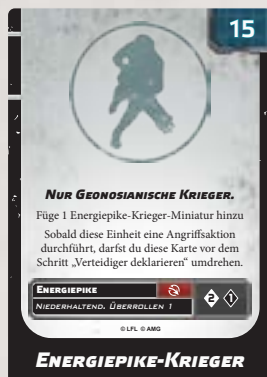 15
NUR GEONOSIANISCHE KRIEGER.
Füge 1 Energiepike-Krieger-Miniatur hinzu
Sobald diese Einheit eine Angriffsaktion
durchführt, darfst du diese Karte vor dem
Schritt „Verteidiger deklarieren“ umdrehen.
ENERGIEPIKE
NIEDERHALTEND, ÜBERROLLEN 1
2 1
© LFL © AMG
ENERGIEPIKE-KRIEGER